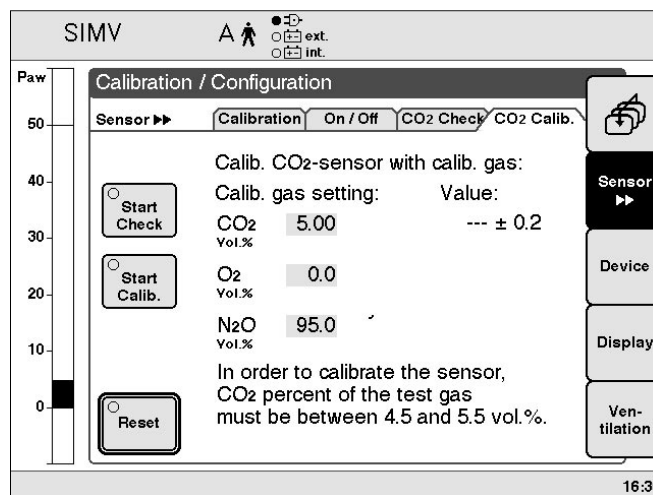 SIMV A ext.
int.
Paw
Calibration / Configuration
Sensor Calibration On / Off CO2 Check CO2 Calib.
50
Calib. CO2-sensor with calib. gas:
40
Calib. gas setting: Value:
Sensor
Start
Check
CO2 5.00 --- ± 0.2
Vol.%
30
Start
Calib.
O2 0.0
Vol.%
Device
20
N2O 95.0
Vol.%
10
Display
In order to calibrate the sensor,
CO2 percent of the test gas
must be between 4.5 and 5.5 vol.%.
0
Reset
Ven-
tilation
16:3